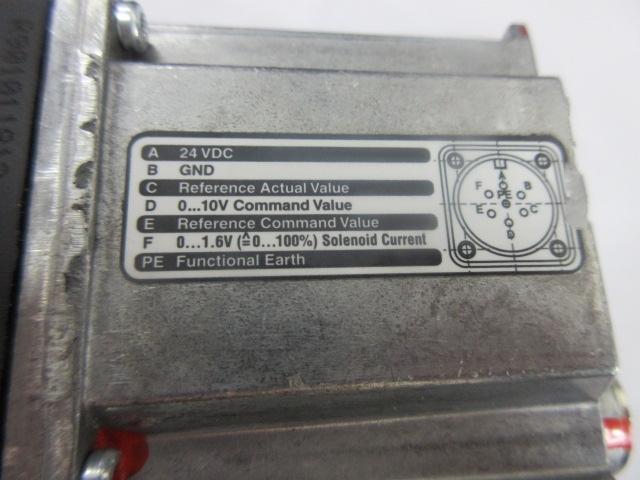 A 24 VDC
B GND
C Reference Actual Value
D 0...10V Command Value
E Reference Command Value
F 0...1.6V (≙0...100%) Solenoid Current
PE Functional Earth
A
F PE B
E C
D